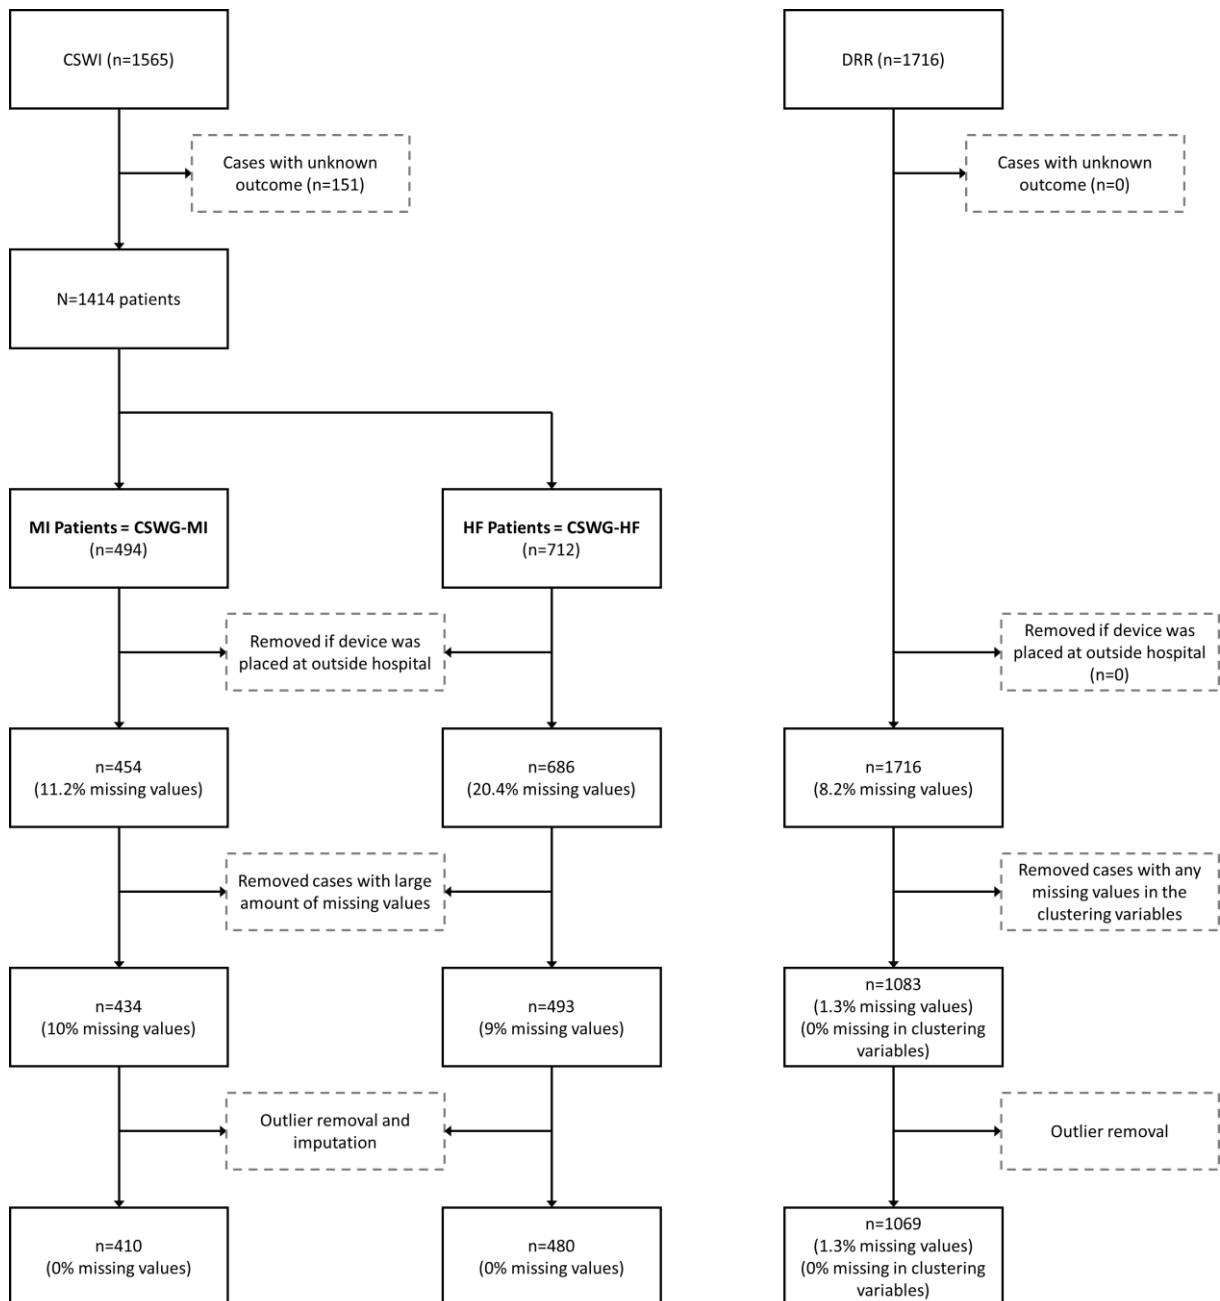 CSWI (n=1565)
DRR (n=1716)
Cases with unknown
outcome (n=151)
Cases with unknown
outcome (n=0)
N=1414 patients
MI Patients = CSWG-MI
(n=494)
HF Patients = CSWG-HF
(n=712)
Removed if device was
placed at outside hospital
Removed if device was
placed at outside hospital
(n=0)
n=454
(11.2% missing values)
n=686
(20.4% missing values)
n=1716
(8.2% missing values)
Removed cases with large
amount of missing values
Removed cases with any
missing values in the
clustering variables
n=434
(10% missing values)
n=493
(9% missing values)
n=1083
(1.3% missing values)
(0% missing in clustering
variables)
Outlier removal and
imputation
Outlier removal
n=410
(0% missing values)
n=480
(0% missing values)
n=1069
(1.3% missing values)
(0% missing in clustering
variables)